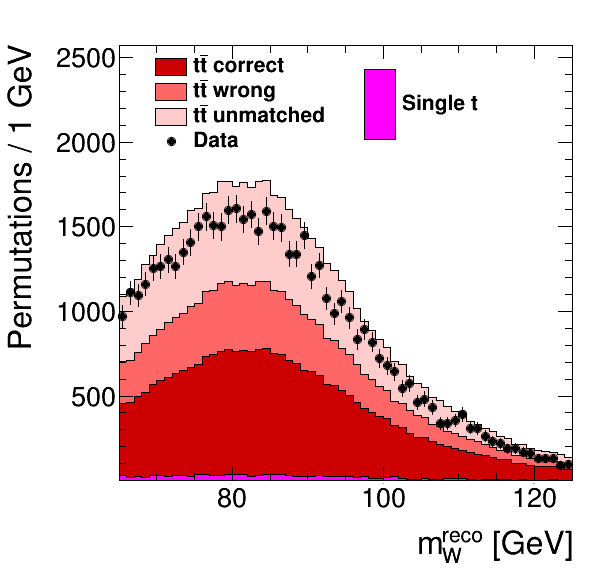 Permutations / 1 GeV
2500
2000
1500
1000
500
tt̄ correct
tt̄ wrong
tt̄ unmatched
Data
Single t
80
100
120
m_W^reco [GeV]